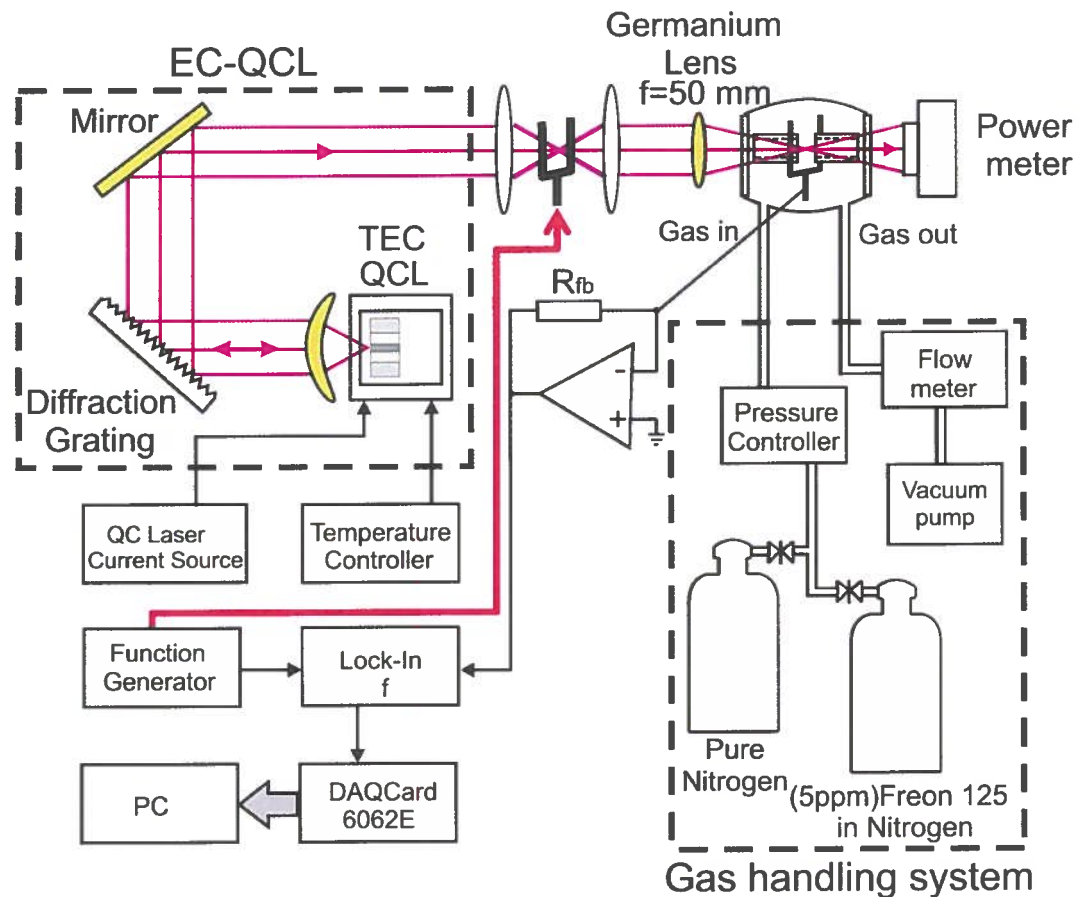 EC-QCL
Germanium
Lens
f=50 mm
Mirror
Power
meter
TEC
QCL
Gas in
Gas out
Rfb
-
+
Diffraction
Grating
Flow
meter
Pressure
Controller
Vacuum
pump
QC Laser
Current Source
Temperature
Controller
Function
Generator
Lock-In
f
PC
DAQCard
6062E
Pure
Nitrogen
(5ppm)Freon 125
in Nitrogen
Gas handling system